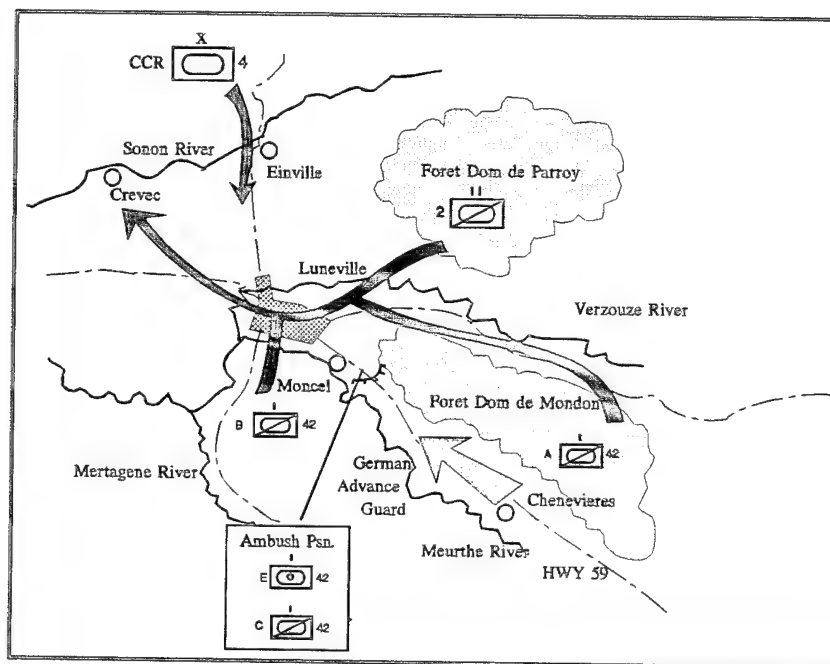 X
CCR 4
Sonon River
Einville
Crevec
Foret Dom de Parroy
II
2
Luneville
Verzouze River
Moncel
Foret Dom de Mondon
I
B 42
I
A 42
Mertagene River
German
Advance
Guard
Chenevieres
Meurthe River
HWY 59
Ambush Psn.
I
E 42
I
C 42